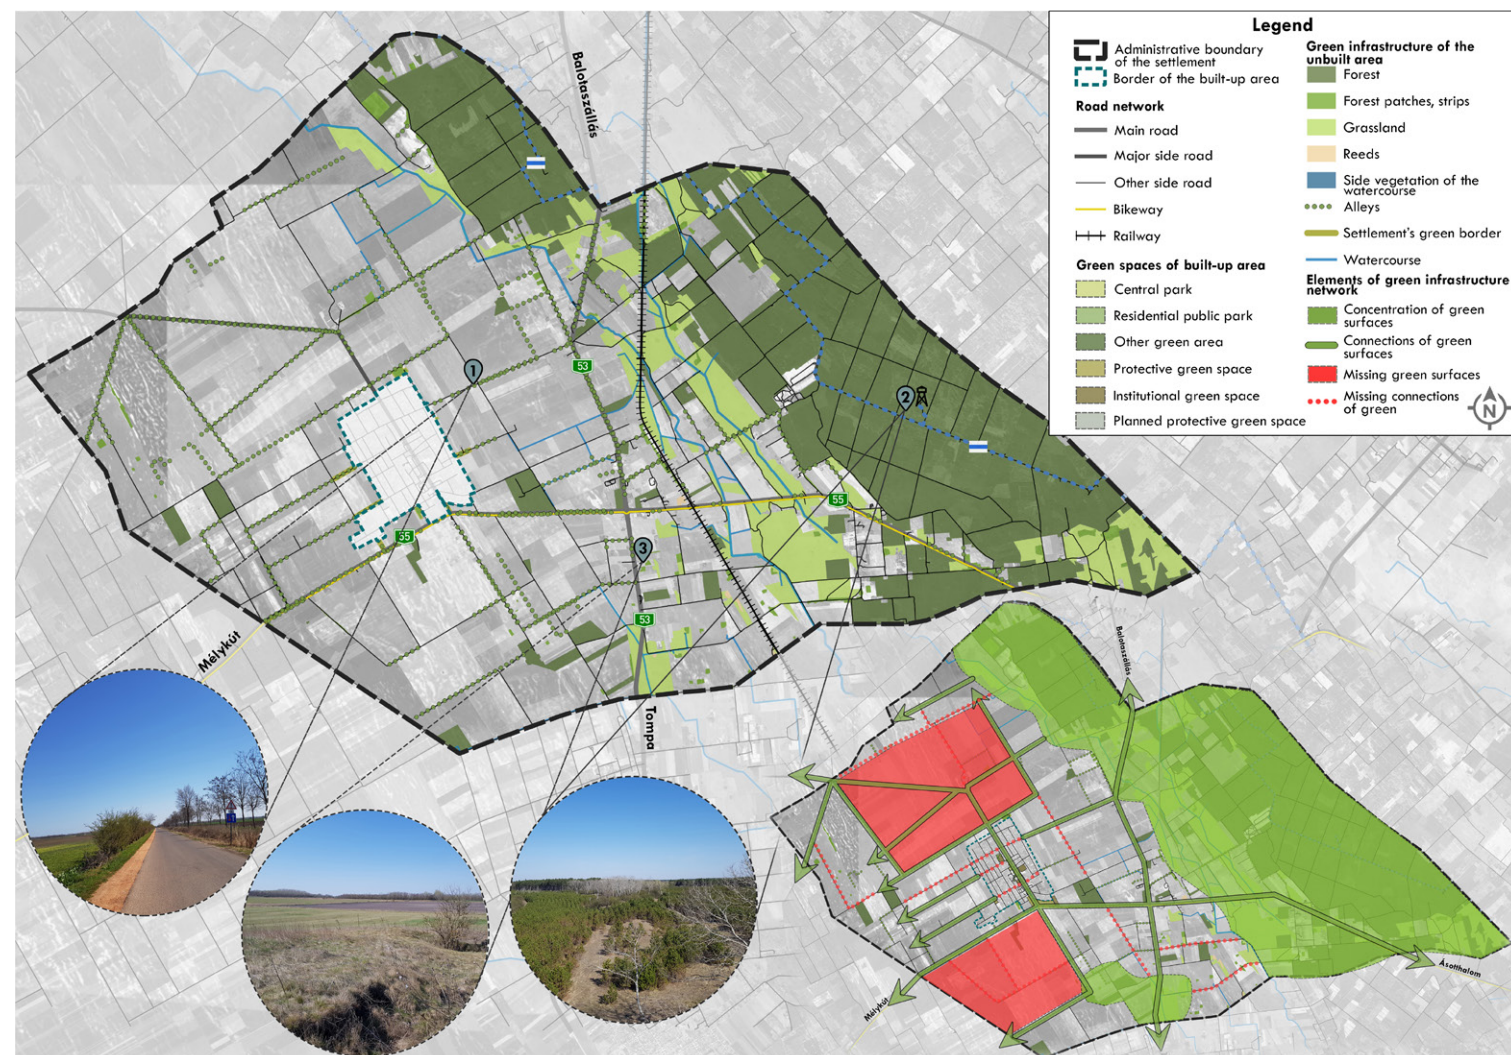 Legend
Administrative boundary
of the settlement
Border of the built-up area
Road network
Main road
Major side road
Other side road
Bikeway
Railway
Green spaces of built-up area
Central park
Residential public park
Other green area
Protective green space
Institutional green space
Planned protective green space
Green infrastructure of the
unbuilt area
Forest
Forest patches, strips
Grassland
Reeds
Side vegetation of the
watercourse
Alleys
Settlement's green border
Watercourse
Elements of green infrastructure
network
Concentration of green
surfaces
Connections of green
surfaces
Missing green surfaces
Missing connections
of green
N
Balotaszállás
1
53
2
55
55
3
53
Mélykút
Tompa
Balotaszállás
Ásotthalom
Mélykút